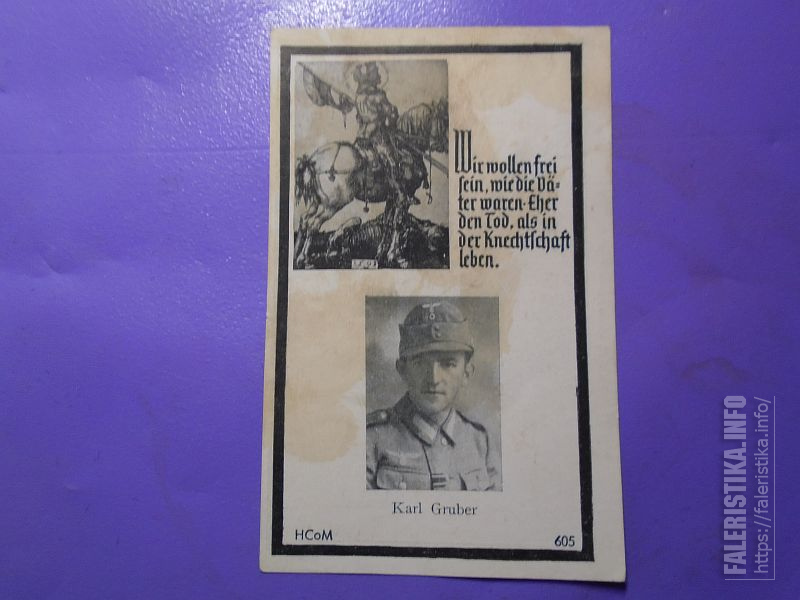 Wir wollen frei
sein, wie die Vä-
ter waren-Eher
den Tod, als in
der Knechtschaft
leben.
Karl Gruber
HCoM
605
FALERISTIKA.INFO
https://faleristika.info/